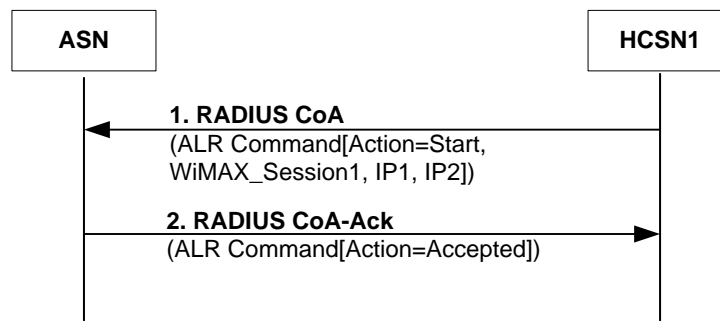 ASN
HCSN1
1. RADIUS CoA
(ALR Command[Action=Start,
WiMAX_Session1, IP1, IP2])
2. RADIUS CoA-Ack
(ALR Command[Action=Accepted])